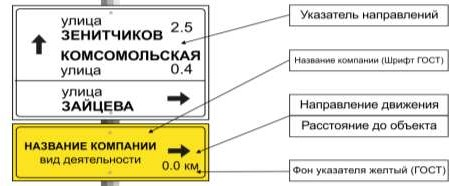 улица
ЗЕНИТЧИКОВ 2.5
КОМСОМОЛЬСКАЯ
улица 0.4
улица
ЗАЙЦЕВА
НАЗВАНИЕ КОМПАНИИ
вид деятельности
0.0 км
Указатель направлений
Название компании (Шрифт ГОСТ)
Направление движения
Расстояние до объекта
Фон указателя желтый (ГОСТ)